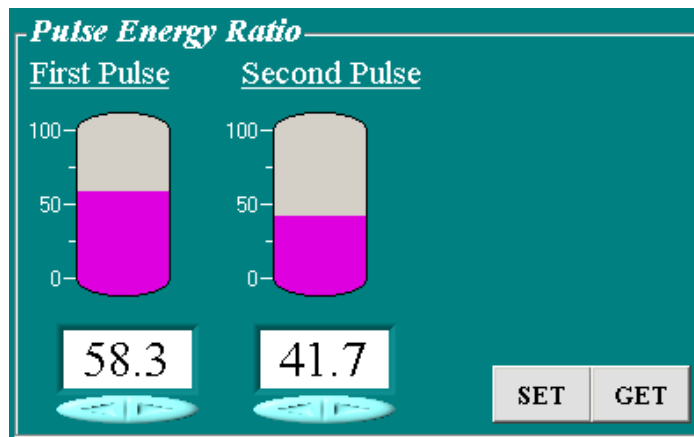 Pulse Energy Ratio
First Pulse Second Pulse
100 100
50 50
0 0
58.3 41.7
SET GET